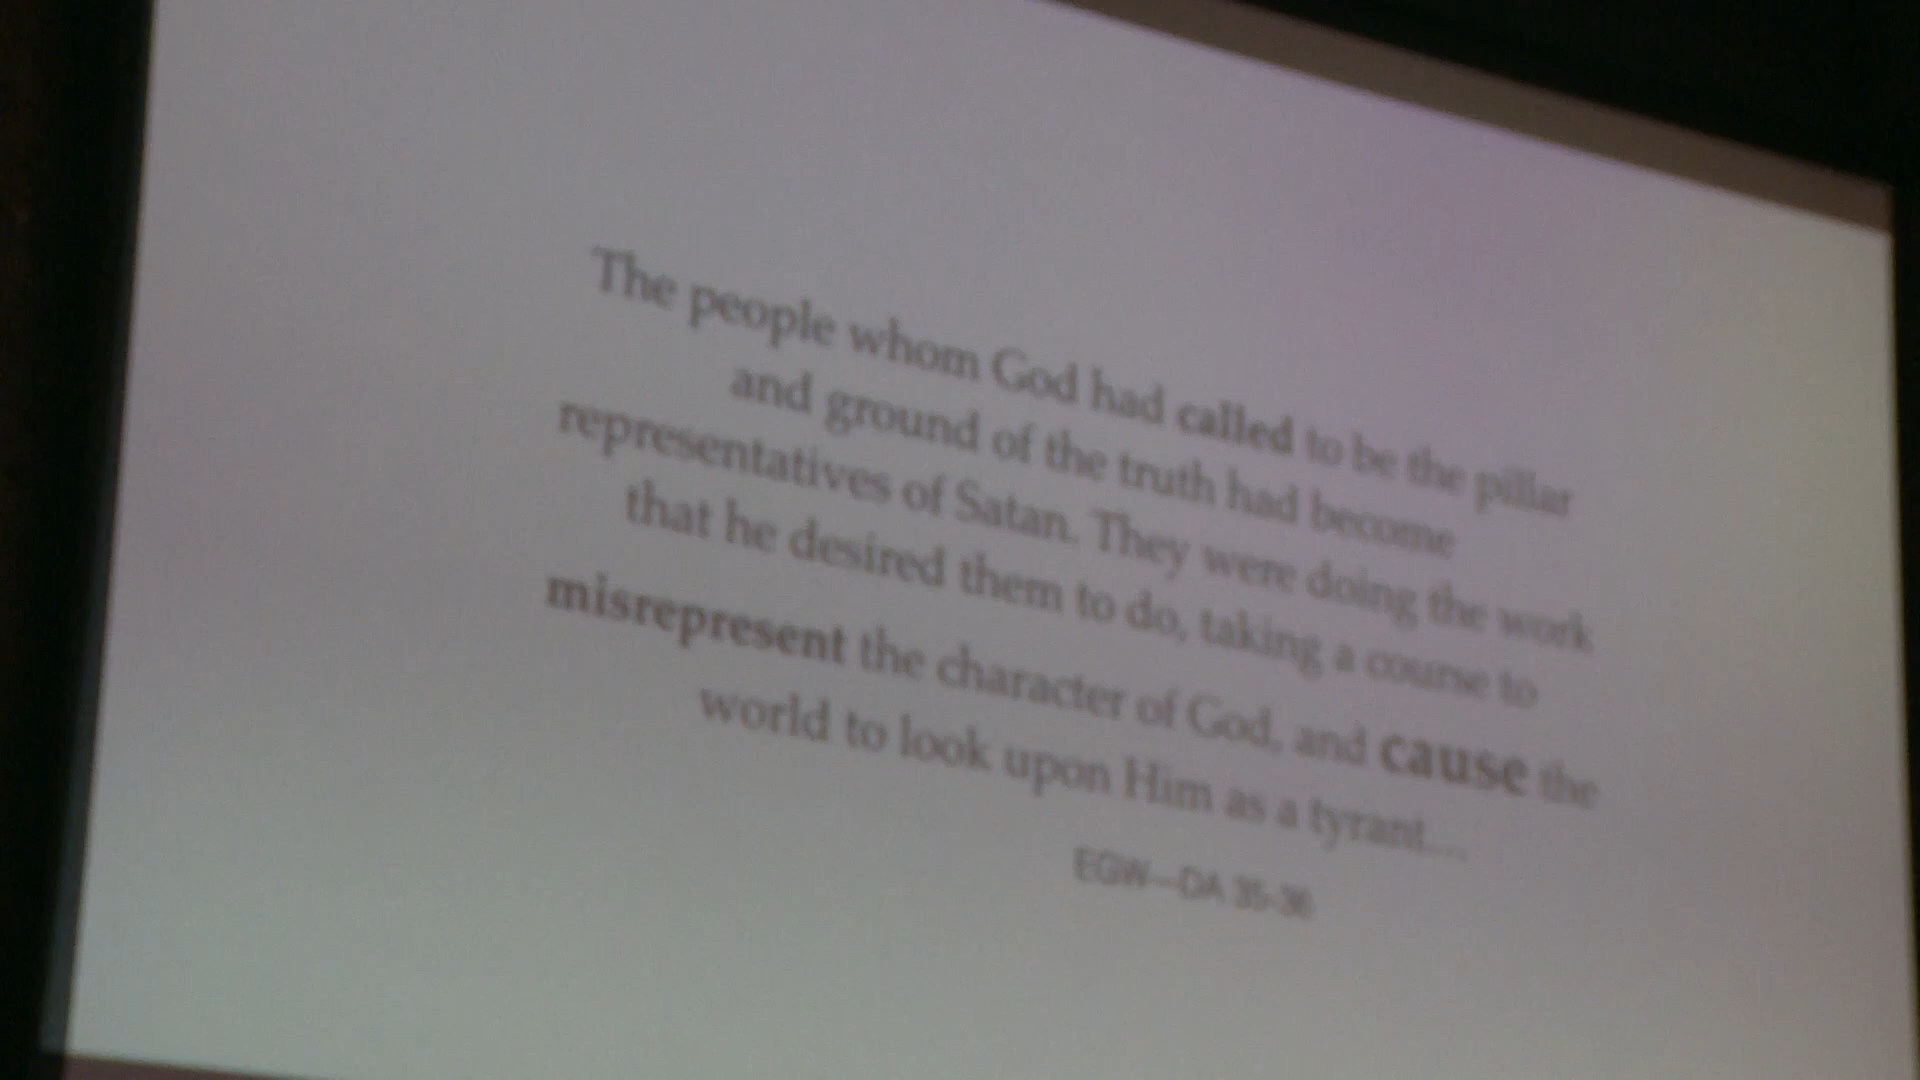 The people whom God had called to be the pillar
and ground of the truth had become
representatives of Satan. They were doing the work
that he desired them to do, taking a course to
misrepresent the character of God, and cause the
world to look upon Him as a tyrant....
EGW—DA 35-36